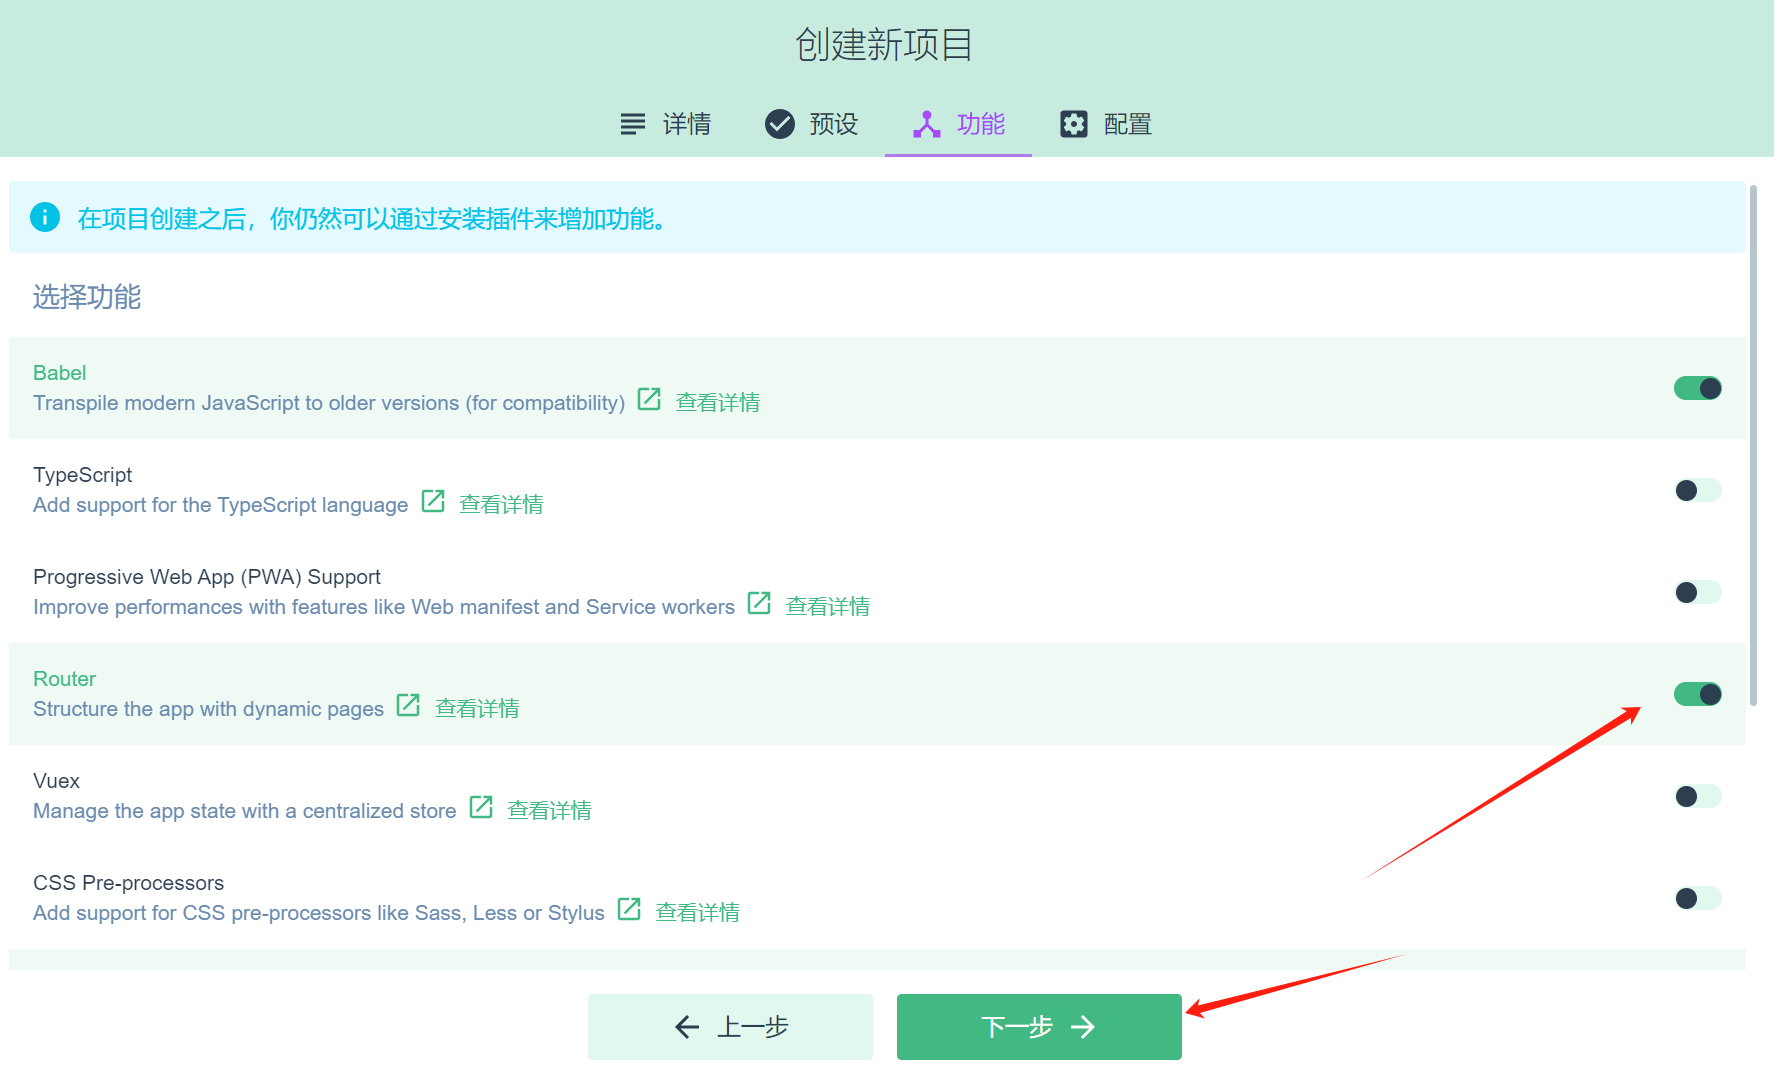 创建新项目
详情
预设
功能
配置
在项目创建之后，你仍然可以通过安装插件来增加功能。
选择功能
Babel
Transpile modern JavaScript to older versions (for compatibility) 查看详情
TypeScript
Add support for the TypeScript language 查看详情
Progressive Web App (PWA) Support
Improve performances with features like Web manifest and Service workers 查看详情
Router
Structure the app with dynamic pages 查看详情
Vuex
Manage the app state with a centralized store 查看详情
CSS Pre-processors
Add support for CSS pre-processors like Sass, Less or Stylus 查看详情
上一步
下一步